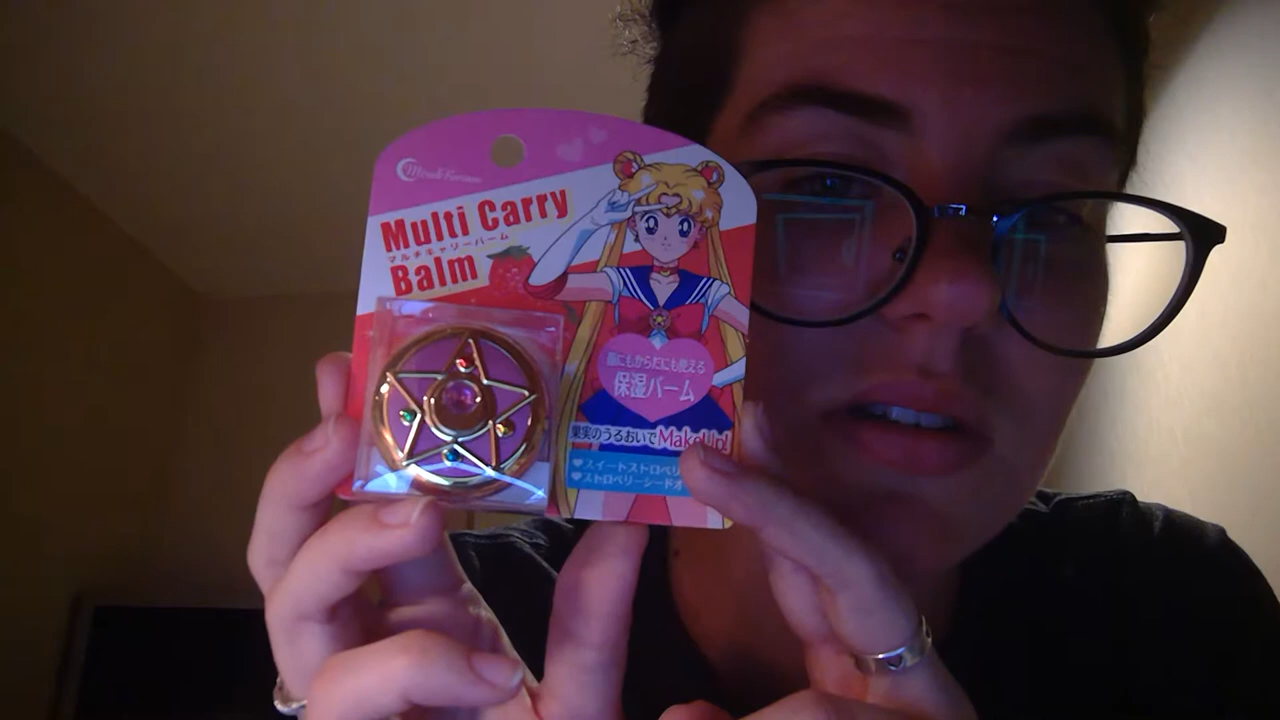 Miracle Romance
Multi Carry
マルチキャリーバーム
Balm
唇にもからだにも使える
保湿バーム
果実のうるおいでMakeUp!
♥スイートストロベリ
♥ストロベリーシードオ